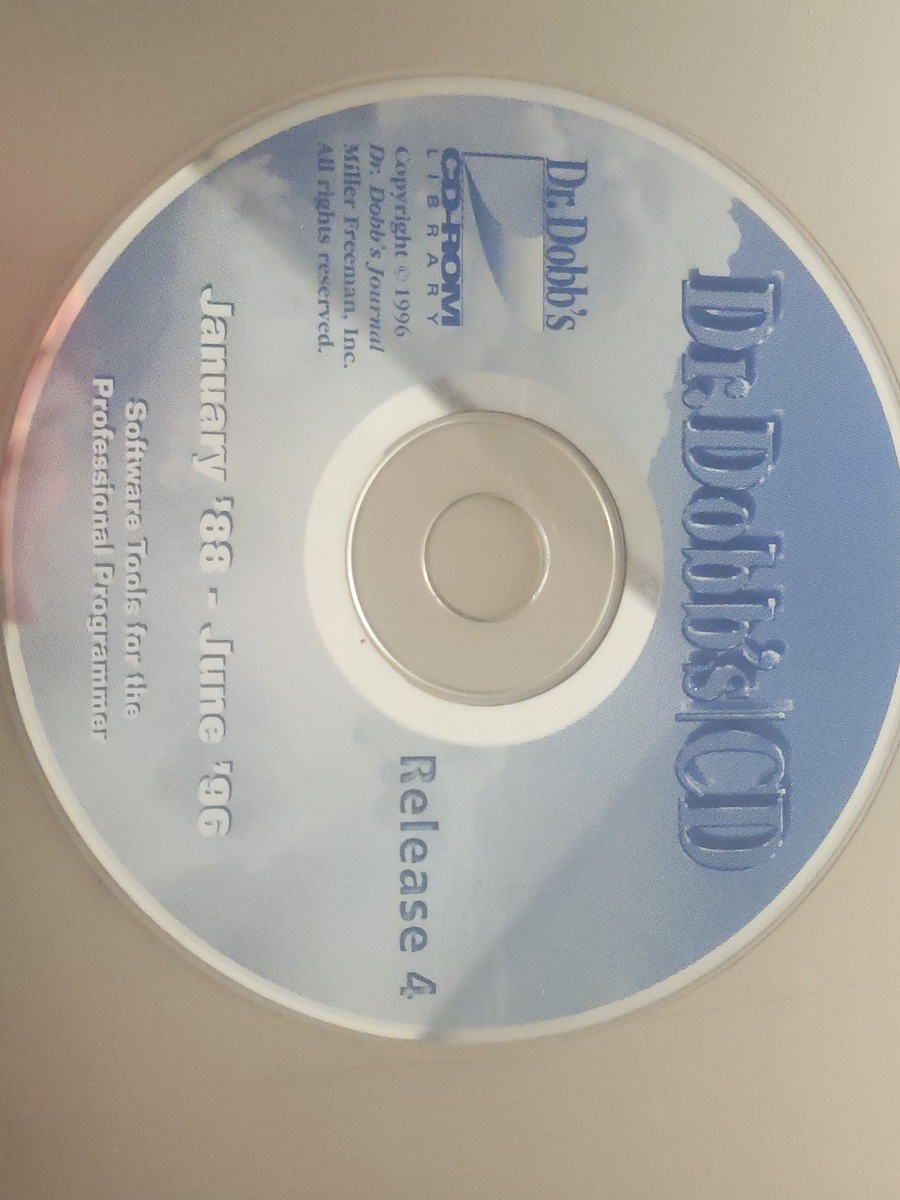 Dr. Dobb's|CD
Dr. Dobb's
CD-ROM
LIBRARY
Copyright © 1996
Dr. Dobb's Journal
Miller Freeman, Inc.
All rights reserved.
Release 4
January '88 - June '96
Software Tools for the
Professional Programmer